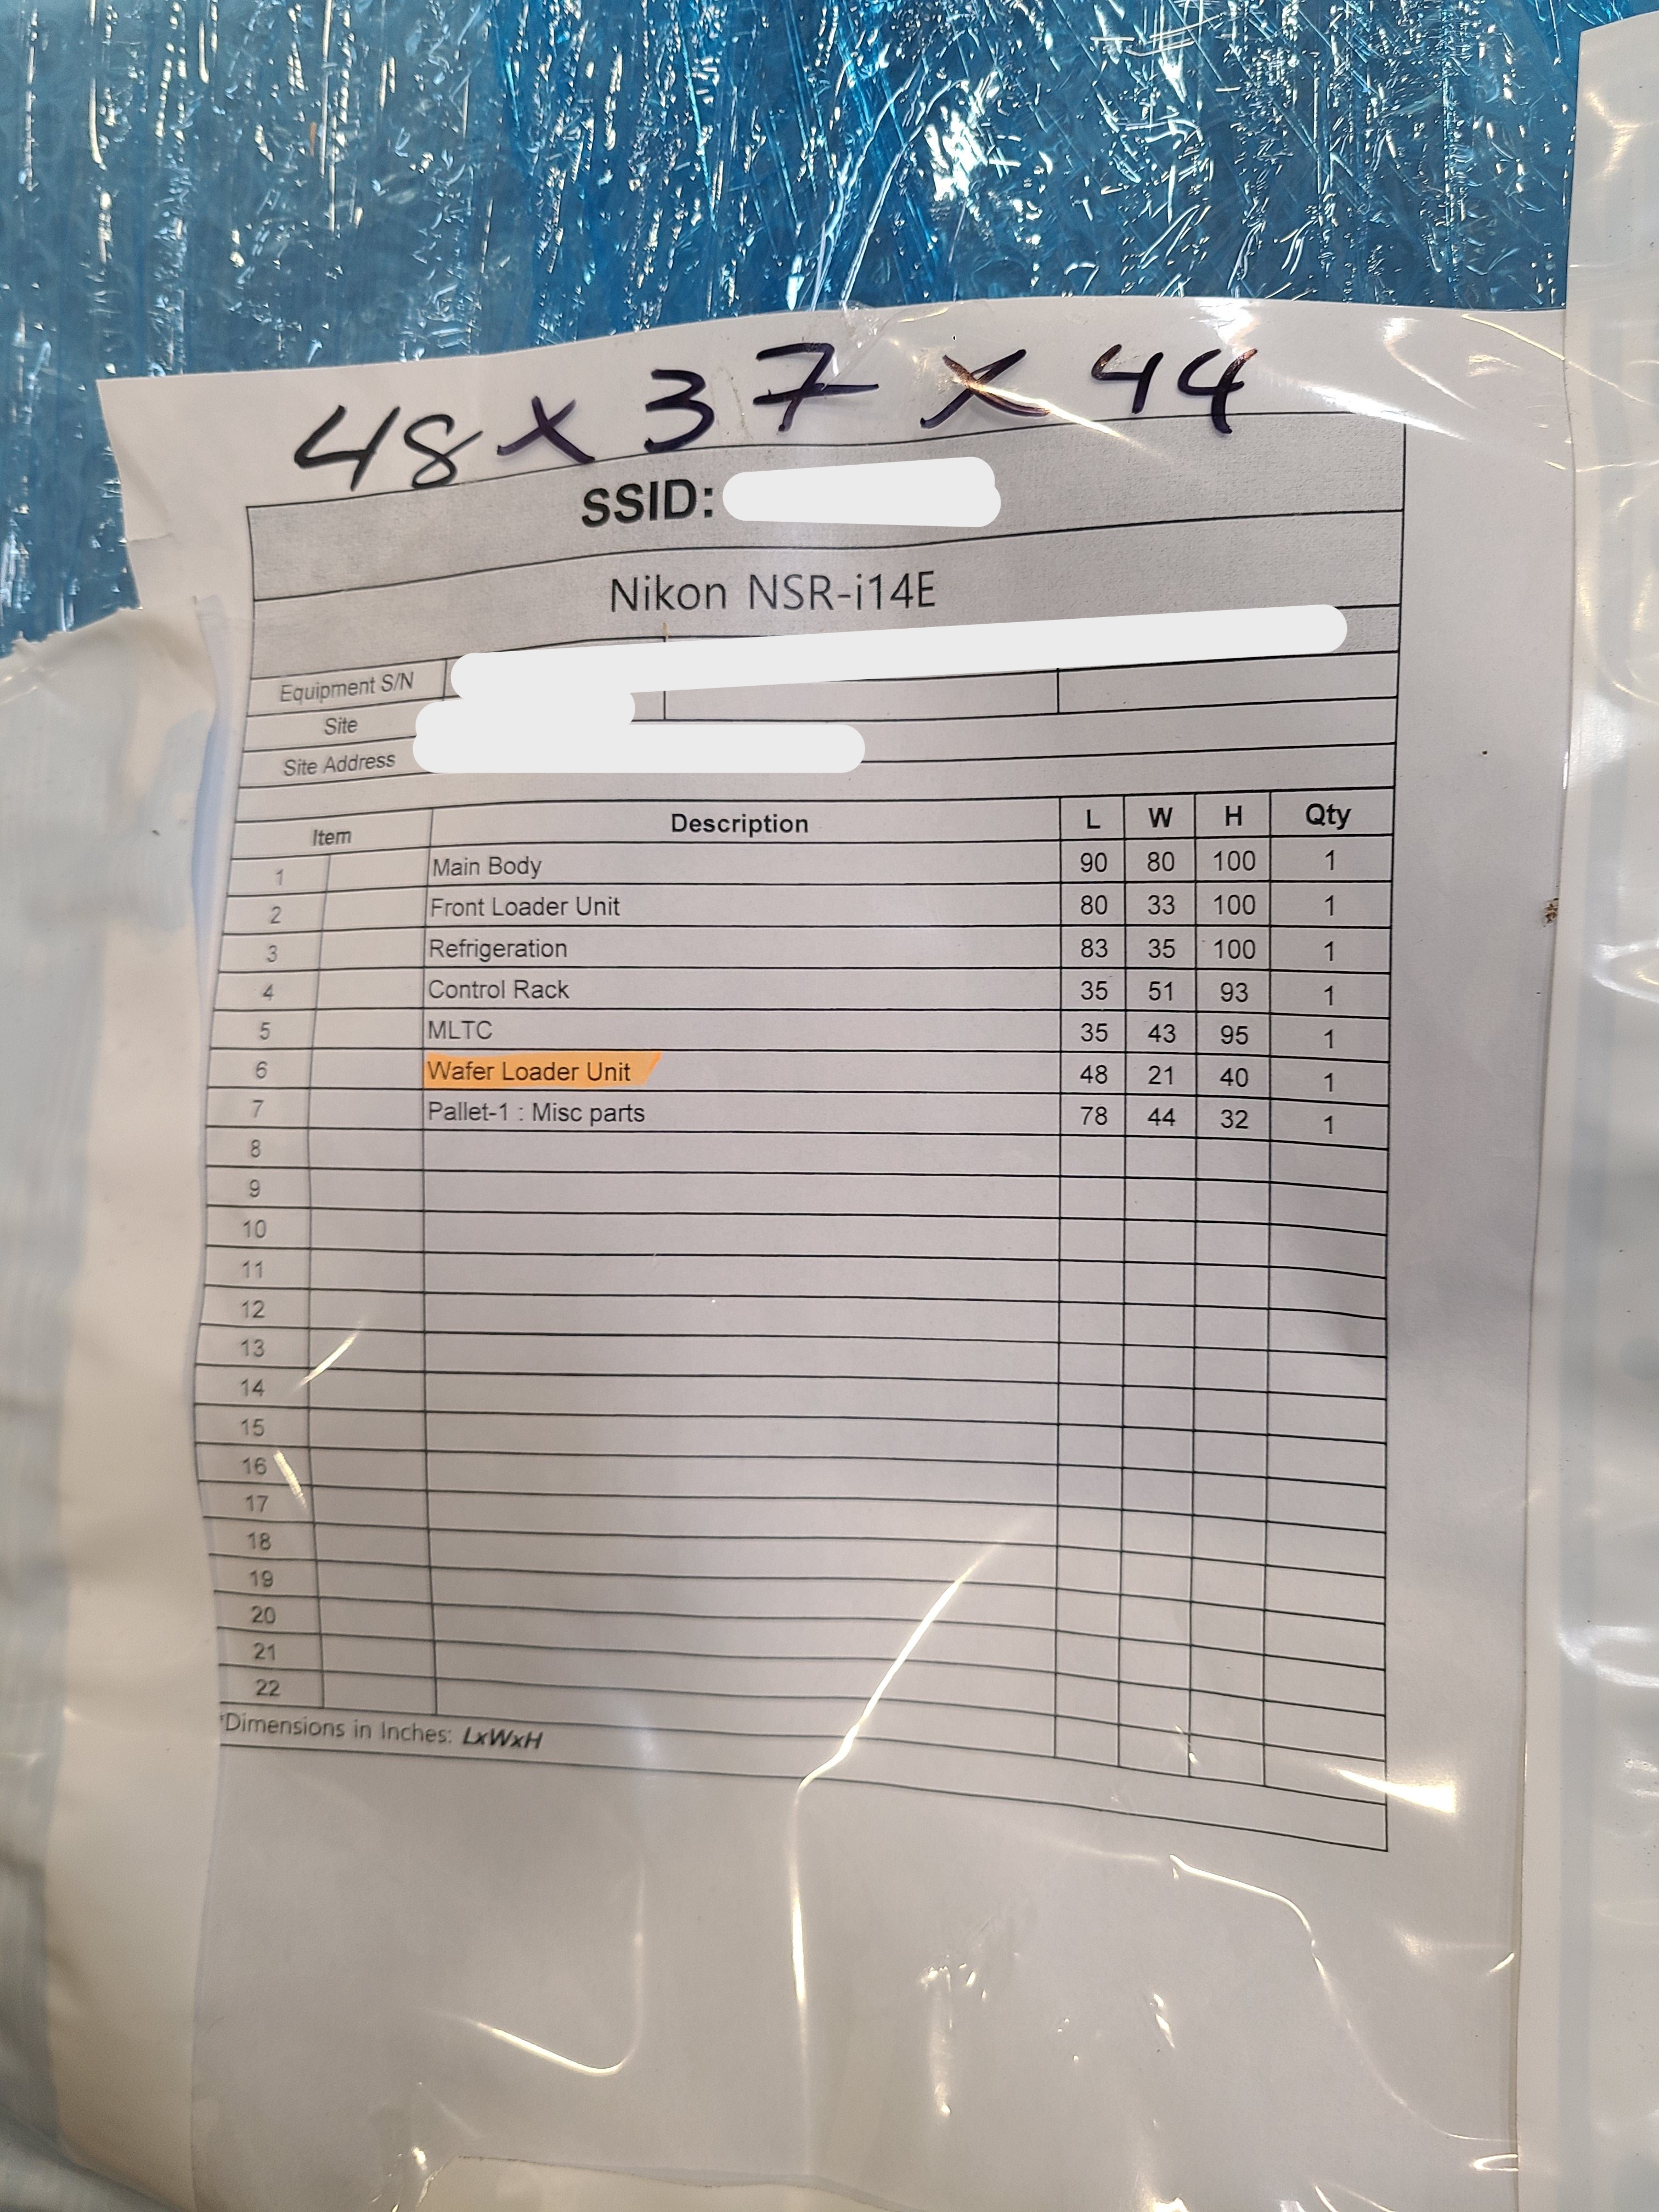 48 x 37 x 44
SSID:
Nikon NSR-i14E
Equipment S/N
Site
Site Address
Item Description L W H Qty
1 Main Body 90 80 100 1
2 Front Loader Unit 80 33 100 1
3 Refrigeration 83 35 100 1
4 Control Rack 35 51 93 1
5 MLTC 35 43 95 1
6 Wafer Loader Unit 48 21 40 1
7 Pallet-1 : Misc parts 78 44 32 1
8
9
10
11
12
13
14
15
16
17
18
19
20
21
22
*Dimensions in Inches: LxWxH